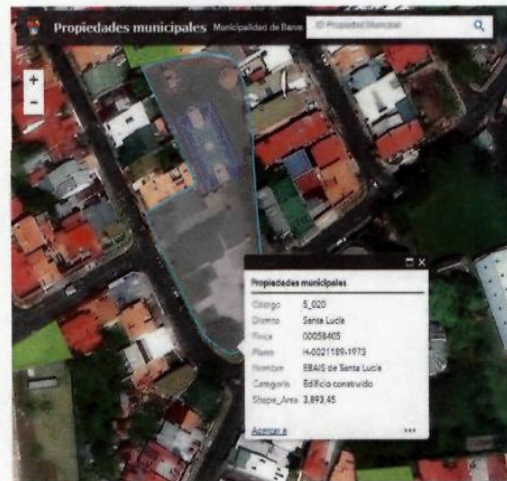 Propiedades municipales Municipalidad de Barva ID Propiedad Municipal
+
−
Propiedades municipales
Código 5_020
Distrito Santa Lucía
Finca 00058405
Plano H-0021189-1973
Nombre EBAIS de Santa Lucía
Categoría Edificio construido
Shape_Area 3,893.45
Acercar a